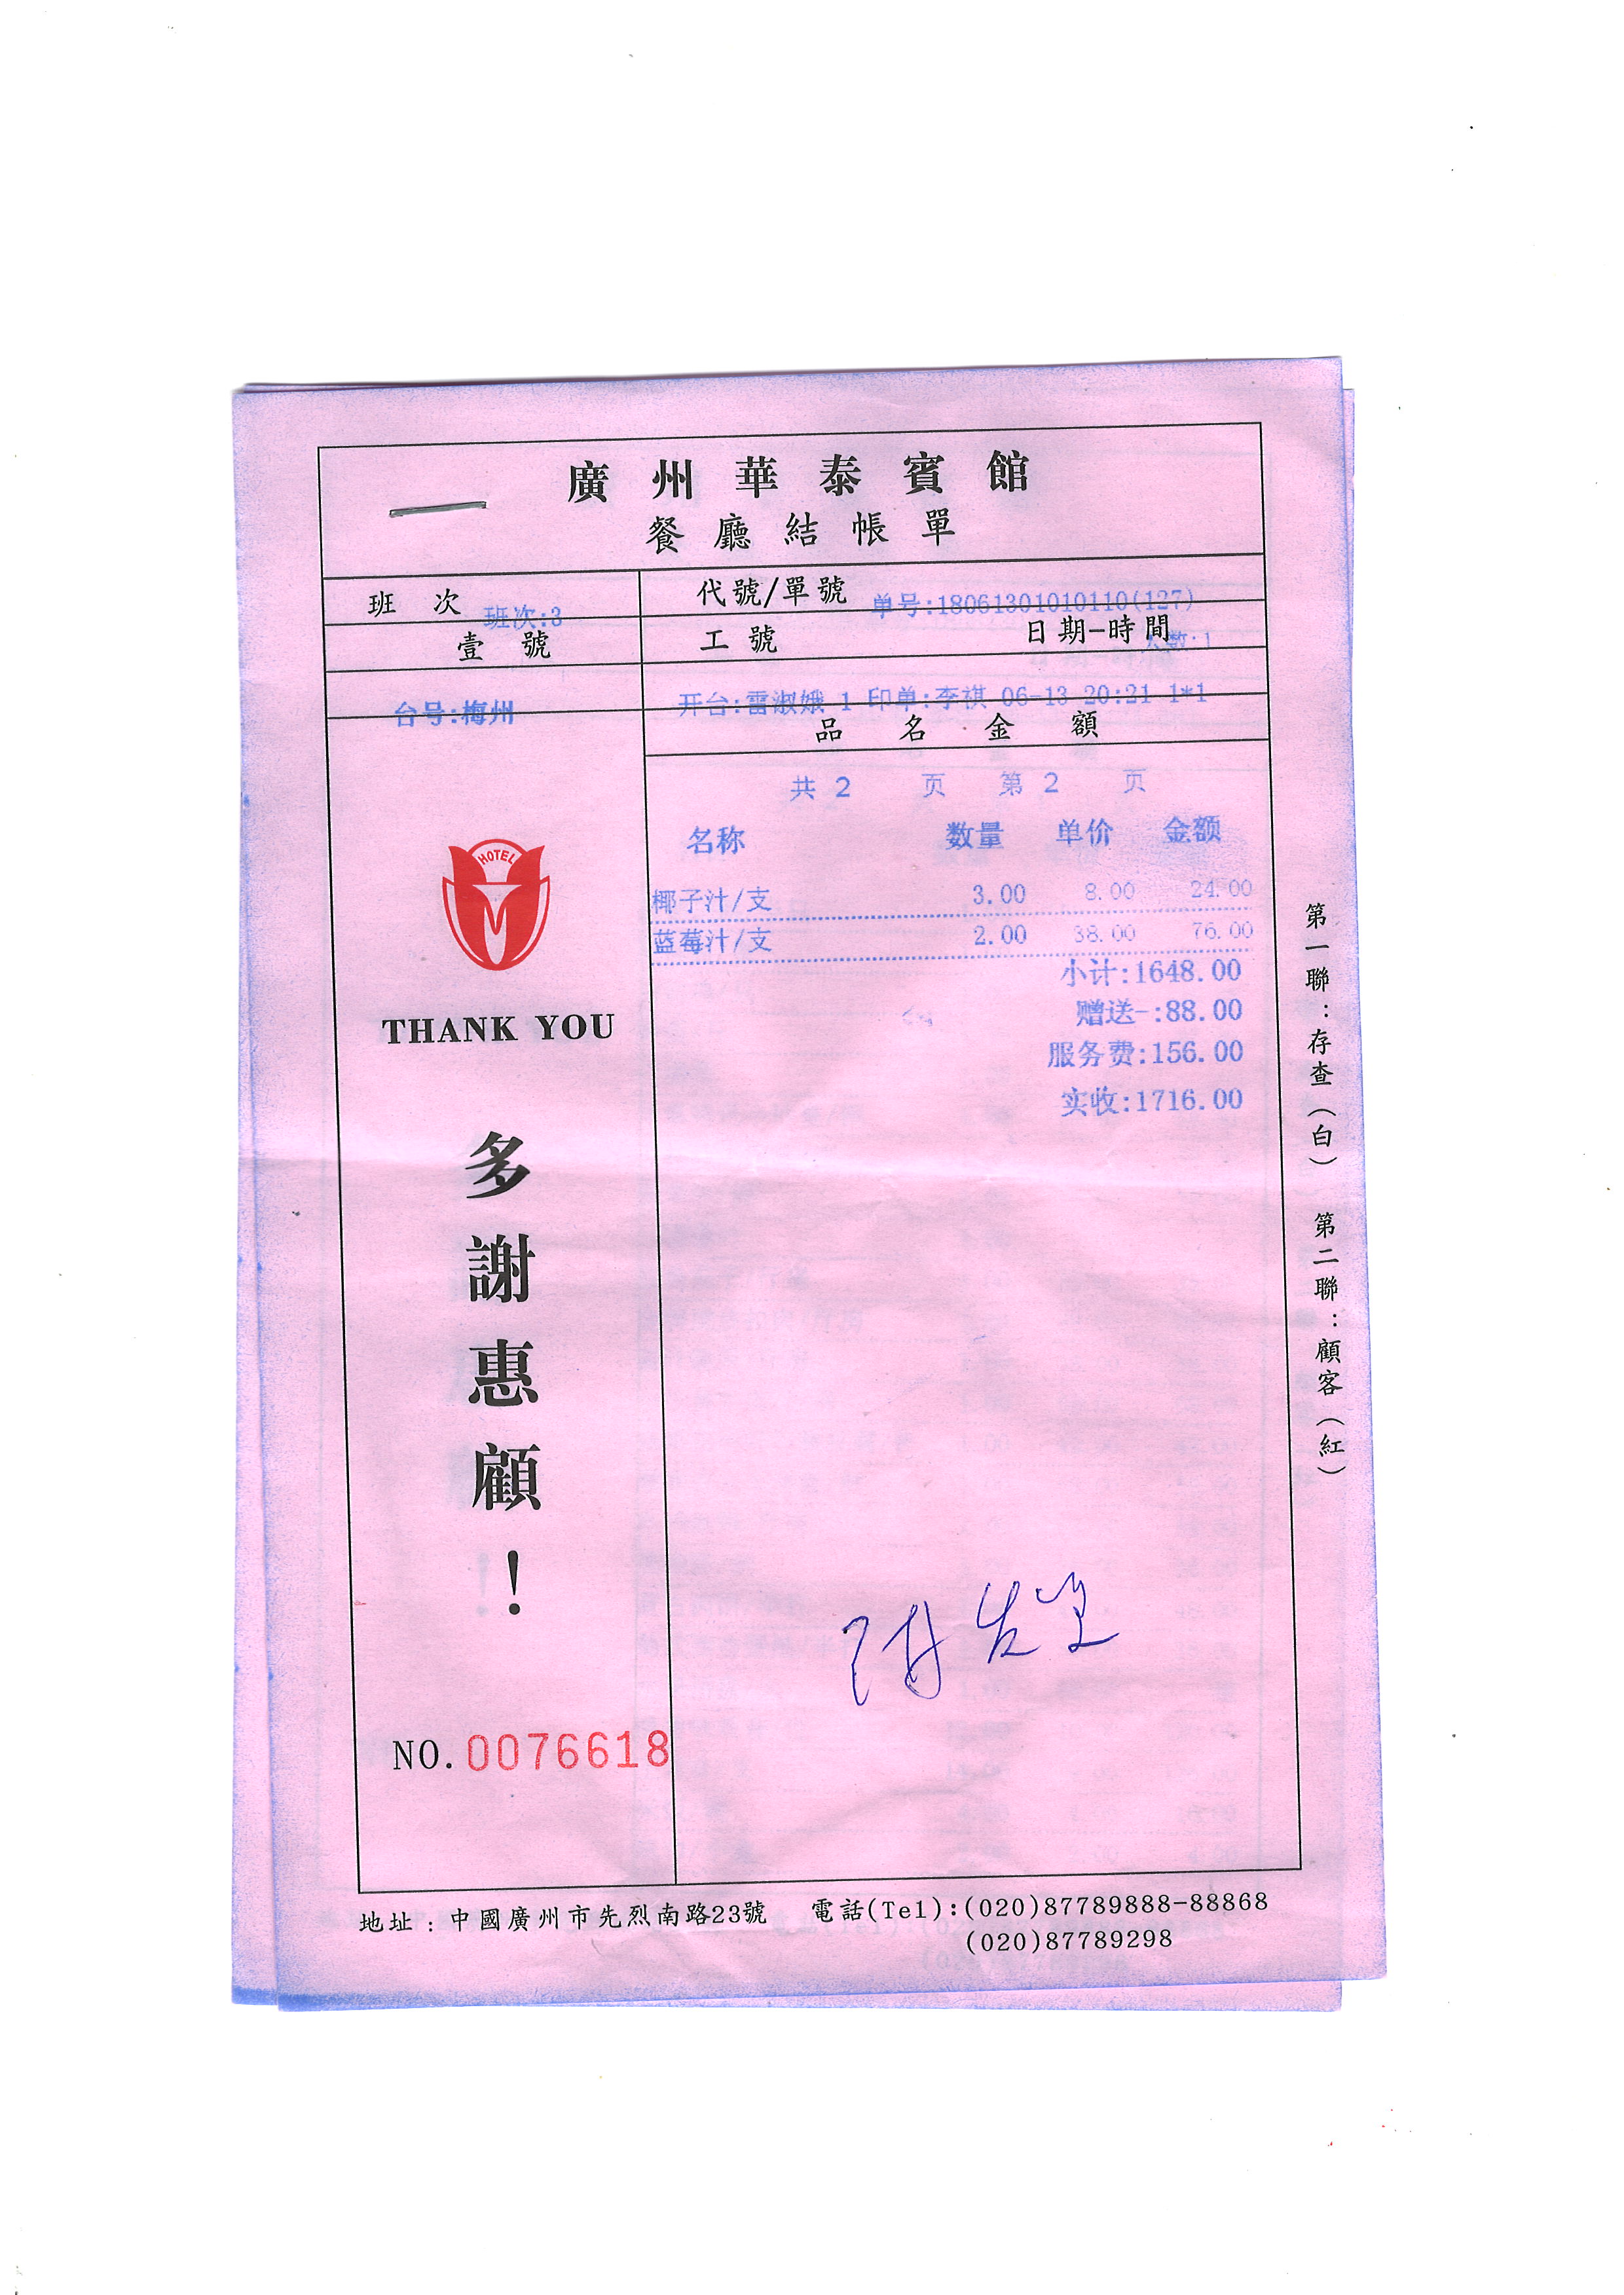 廣州華泰賓館
餐廳結帳單
班次 班次:3
代號/單號 单号:18061301010110(127)
壹號
工號 日期-時間 人数:1
台号:梅州
开台:雷淑娥 1 印单:李祺 06-13 20:21 1*1
品名金額
共 2 页 第 2 页
名称 数量 单价 金额
椰子汁/支 3.00 8.00 24.00
蓝莓汁/支 2.00 38.00 76.00
小计:1648.00
赠送-:88.00
服务费:156.00
实收:1716.00
HOTEL
THANK YOU
多謝惠顧!
NO.0076618
第一聯:存查(白) 第二聯:顧客(紅)
地址:中國廣州市先烈南路23號 電話(Tel):(020)87789888-88868
(020)87789298